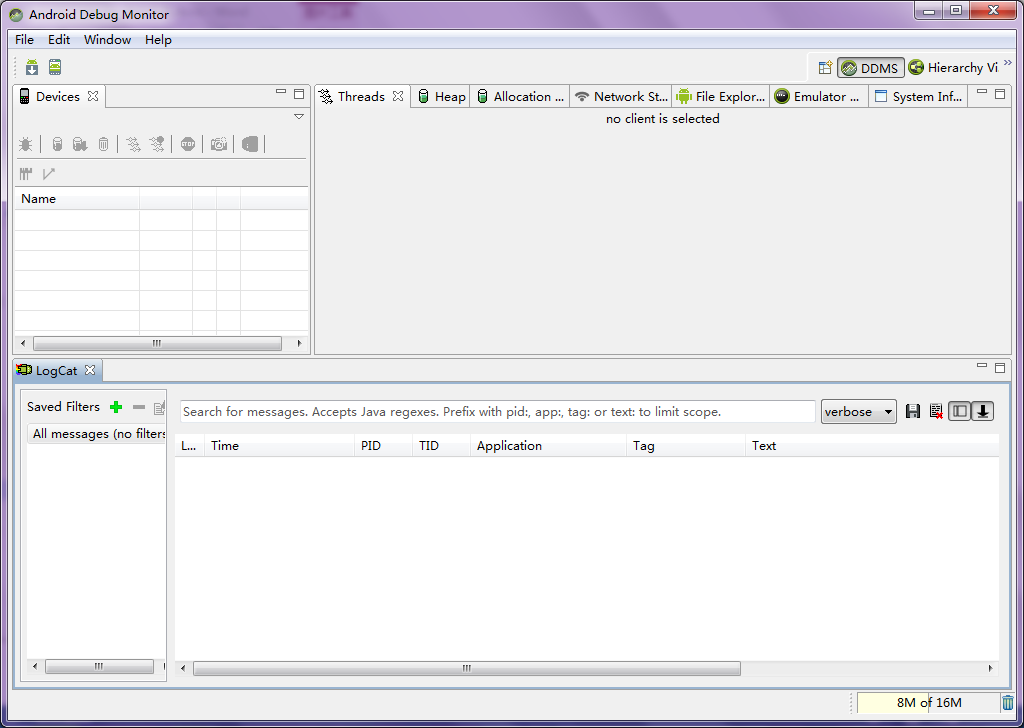 Android Debug Monitor
File Edit Window Help
DDMS Hierarchy Vi »
Devices
Threads Heap Allocation ... Network St... File Explor... Emulator ... System Inf...
no client is selected
STOP
Name
LogCat
Saved Filters
All messages (no filters
Search for messages. Accepts Java regexes. Prefix with pid:, app:, tag: or text: to limit scope.
verbose
L... Time PID TID Application Tag Text
8M of 16M